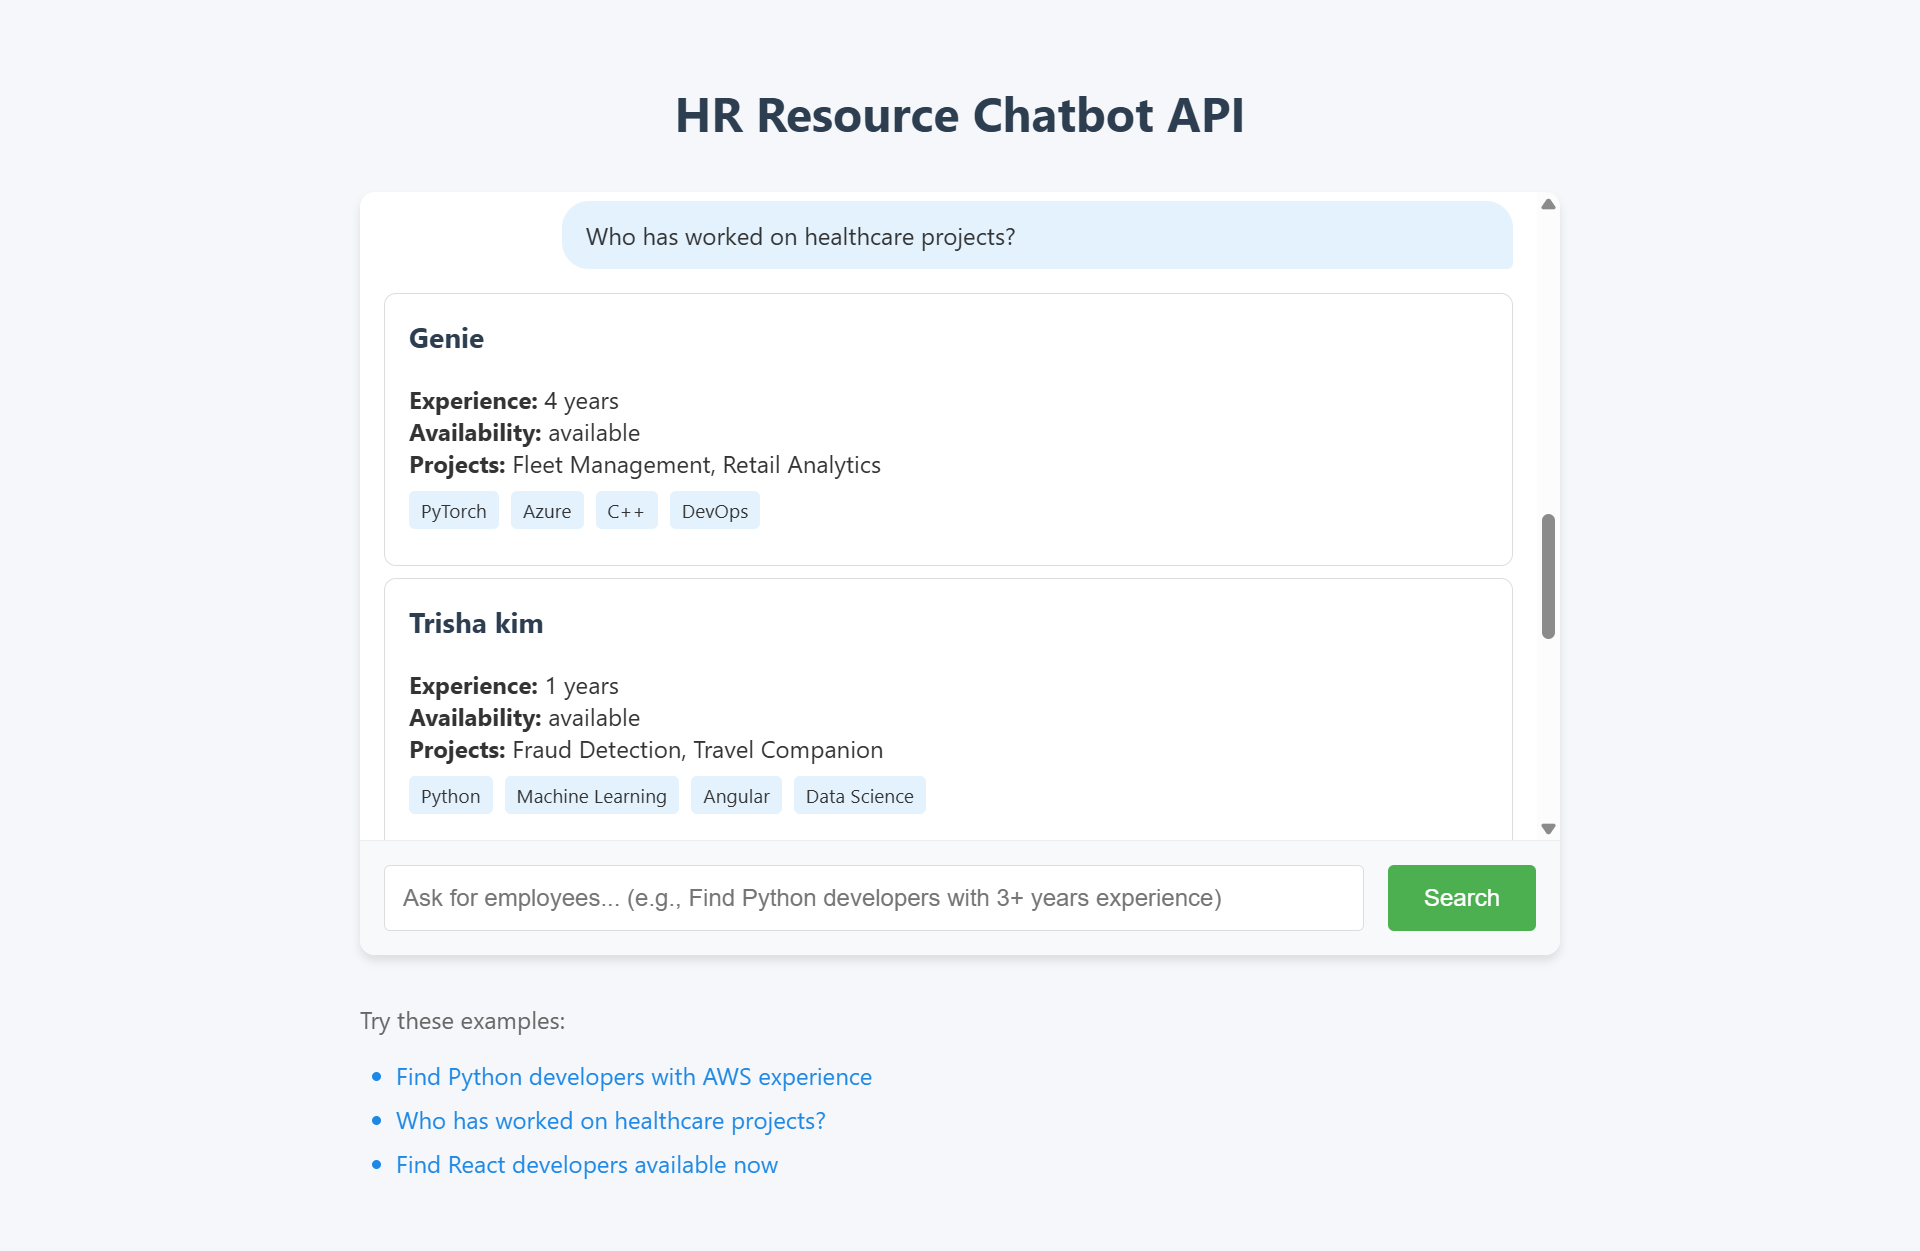 HR Resource Chatbot API
Who has worked on healthcare projects?
Genie
Experience: 4 years
Availability: available
Projects: Fleet Management, Retail Analytics
PyTorch Azure C++ DevOps
Trisha kim
Experience: 1 years
Availability: available
Projects: Fraud Detection, Travel Companion
Python Machine Learning Angular Data Science
Ask for employees... (e.g., Find Python developers with 3+ years experience) Search
Try these examples:
Find Python developers with AWS experience
Who has worked on healthcare projects?
Find React developers available now